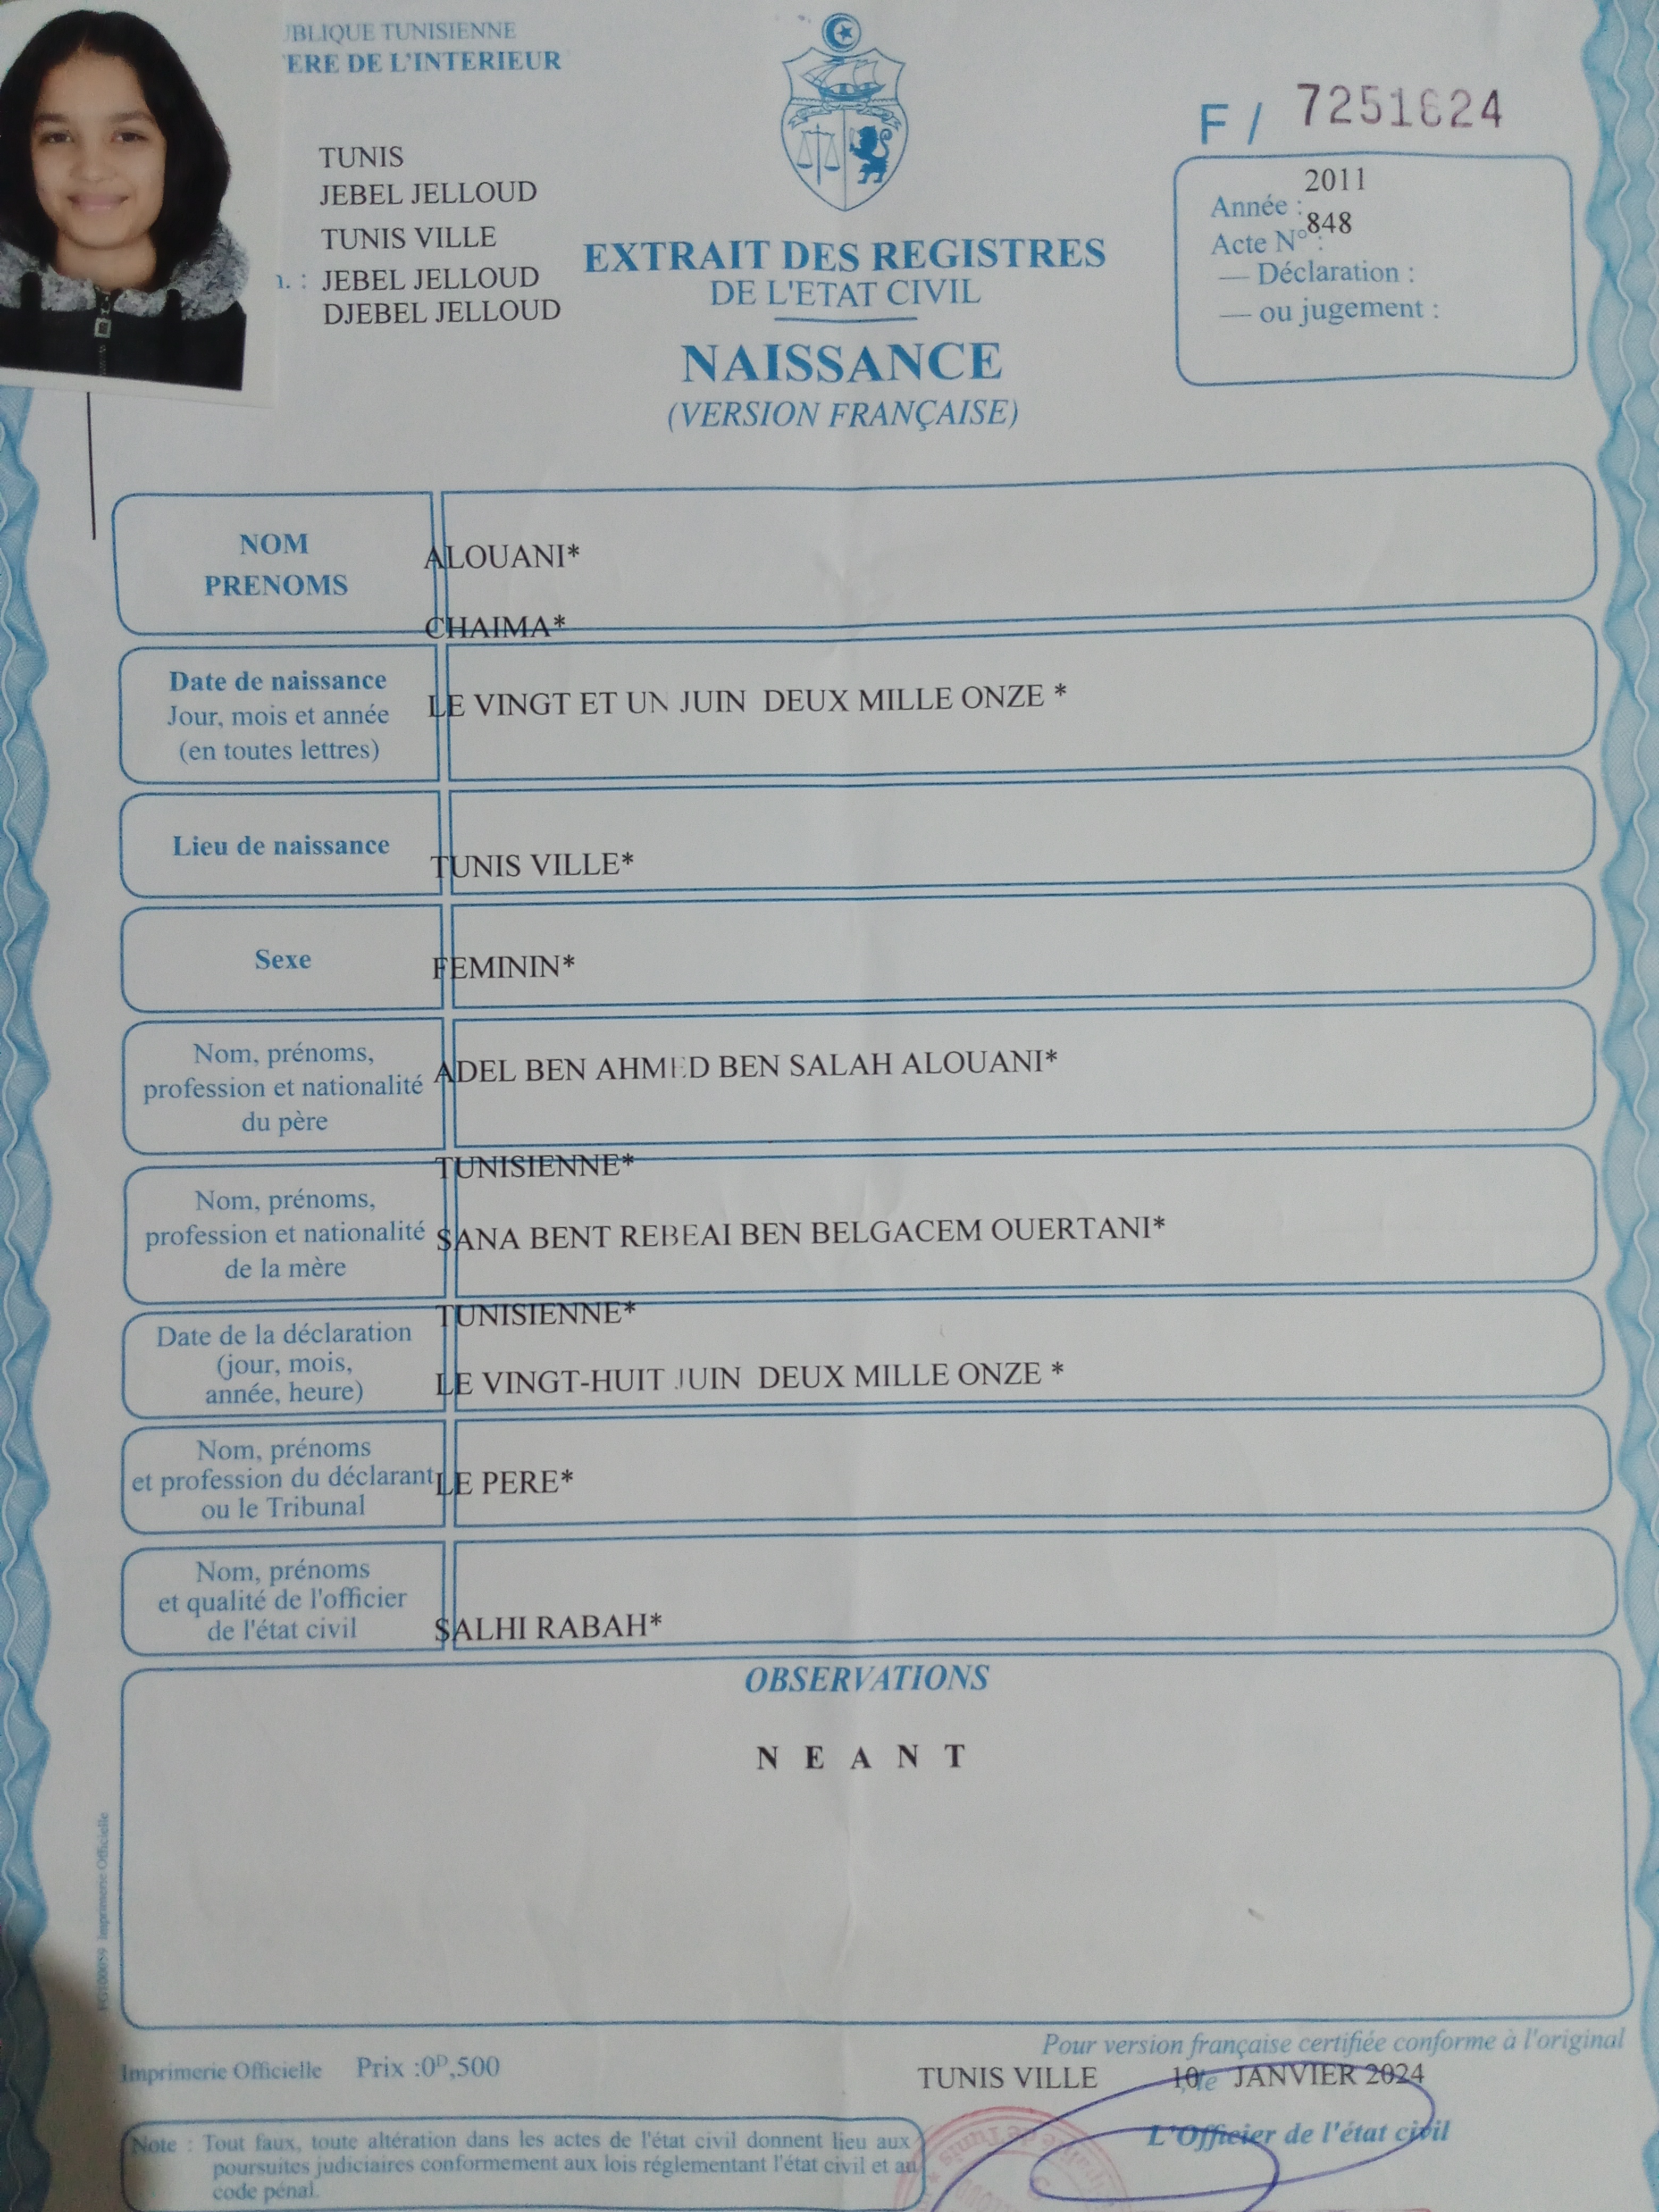 UBLIQUE TUNISIENNE
ERE DE L'INTERIEUR
F / 7251624
TUNIS
JEBEL JELLOUD
TUNIS VILLE
n. : JEBEL JELLOUD
DJEBEL JELLOUD
Année : 2011
Acte N° : 848
— Déclaration :
— ou jugement :
EXTRAIT DES REGISTRES
DE L'ETAT CIVIL
NAISSANCE
(VERSION FRANÇAISE)
NOM
PRENOMS
ALOUANI*
CHAIMA*
Date de naissance
Jour, mois et année
(en toutes lettres)
LE VINGT ET UN JUIN DEUX MILLE ONZE *
Lieu de naissance
TUNIS VILLE*
Sexe
FEMININ*
Nom, prénoms,
profession et nationalité
du père
ADEL BEN AHMED BEN SALAH ALOUANI*
TUNISIENNE*
Nom, prénoms,
profession et nationalité
de la mère
SANA BENT REBEAI BEN BELGACEM OUERTANI*
TUNISIENNE*
Date de la déclaration
(jour, mois,
année, heure)
LE VINGT-HUIT JUIN DEUX MILLE ONZE *
Nom, prénoms
et profession du déclarant
ou le Tribunal
LE PERE*
Nom, prénoms
et qualité de l'officier
de l'état civil
SALHI RABAH*
OBSERVATIONS
N E A N T
FG100059 Imprimerie Officielle
Pour version française certifiée conforme à l'original
Imprimerie Officielle Prix :0ᴰ,500
TUNIS VILLE 10, le JANVIER 2024
L'Officier de l'état civil
Note : Tout faux, toute altération dans les actes de l'état civil donnent lieu aux
poursuites judiciaires conformement aux lois réglementant l'état civil et au
code pénal.